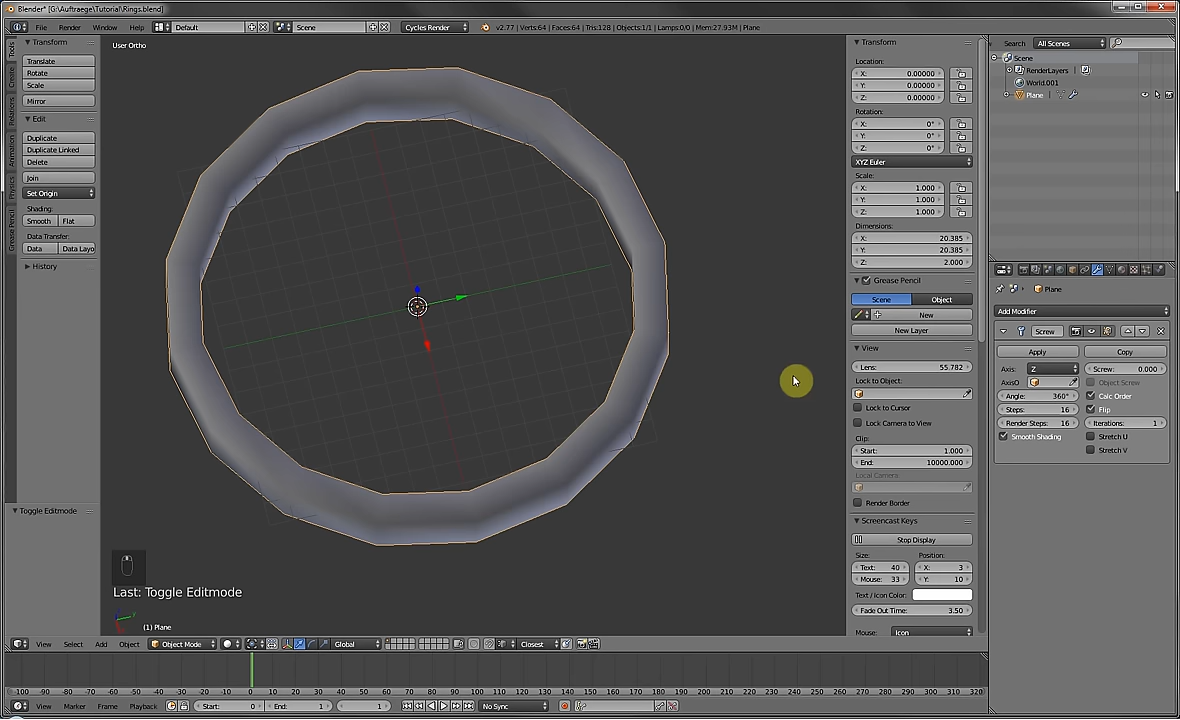 Blender* [G:\Auftraege\Tutorial\Rings.blend]
File Render Window Help Default Scene Cycles Render v2.77 | Verts:64 | Faces:64 | Tris:128 | Objects:1/1 | Lamps:0/0 | Mem:27.93M | Plane
Tools
Create
Relations
Animation
Physics
Grease Pencil
Transform
Translate
Rotate
Scale
Mirror
Edit
Duplicate
Duplicate Linked
Delete
Join
Set Origin
Shading:
Smooth Flat
Data Transfer:
Data Data Layo
History
Toggle Editmode
User Ortho
Last: Toggle Editmode
(1) Plane
Transform
Location:
X: 0.00000
Y: 0.00000
Z: 0.00000
Rotation:
X: 0°
Y: 0°
Z: 0°
XYZ Euler
Scale:
X: 1.000
Y: 1.000
Z: 1.000
Dimensions:
X: 20.385
Y: 20.385
Z: 2.000
Grease Pencil
Scene Object
New
New Layer
View
Lens: 55.782
Lock to Object:
Lock to Cursor
Lock Camera to View
Clip:
Start: 1.000
End: 10000.000
Local Camera:
Render Border
Screencast Keys
Stop Display
Size: Position:
Text: 40 X: 3
Mouse: 33 Y: 10
Text / Icon Color:
Fade Out Time: 3.50
Mouse: Icon
Search All Scenes
Scene
RenderLayers
World.001
Plane
Plane
Add Modifier
Screw
Apply Copy
Axis: Z Screw: 0.000
AxisO Object Screw
Angle: 360° Calc Order
Steps: 16 Flip
Render Steps: 16 Iterations: 1
Smooth Shading Stretch U
Stretch V
View Select Add Object Object Mode Global Closest
-100 -90 -80 -70 -60 -50 -40 -30 -20 -10 0 10 20 30 40 50 60 70 80 90 100 110 120 130 140 150 160 170 180 190 200 210 220 230 240 250 260 270 280 290 300 310 320
View Marker Frame Playback Start: 0 End: 1 1 No Sync